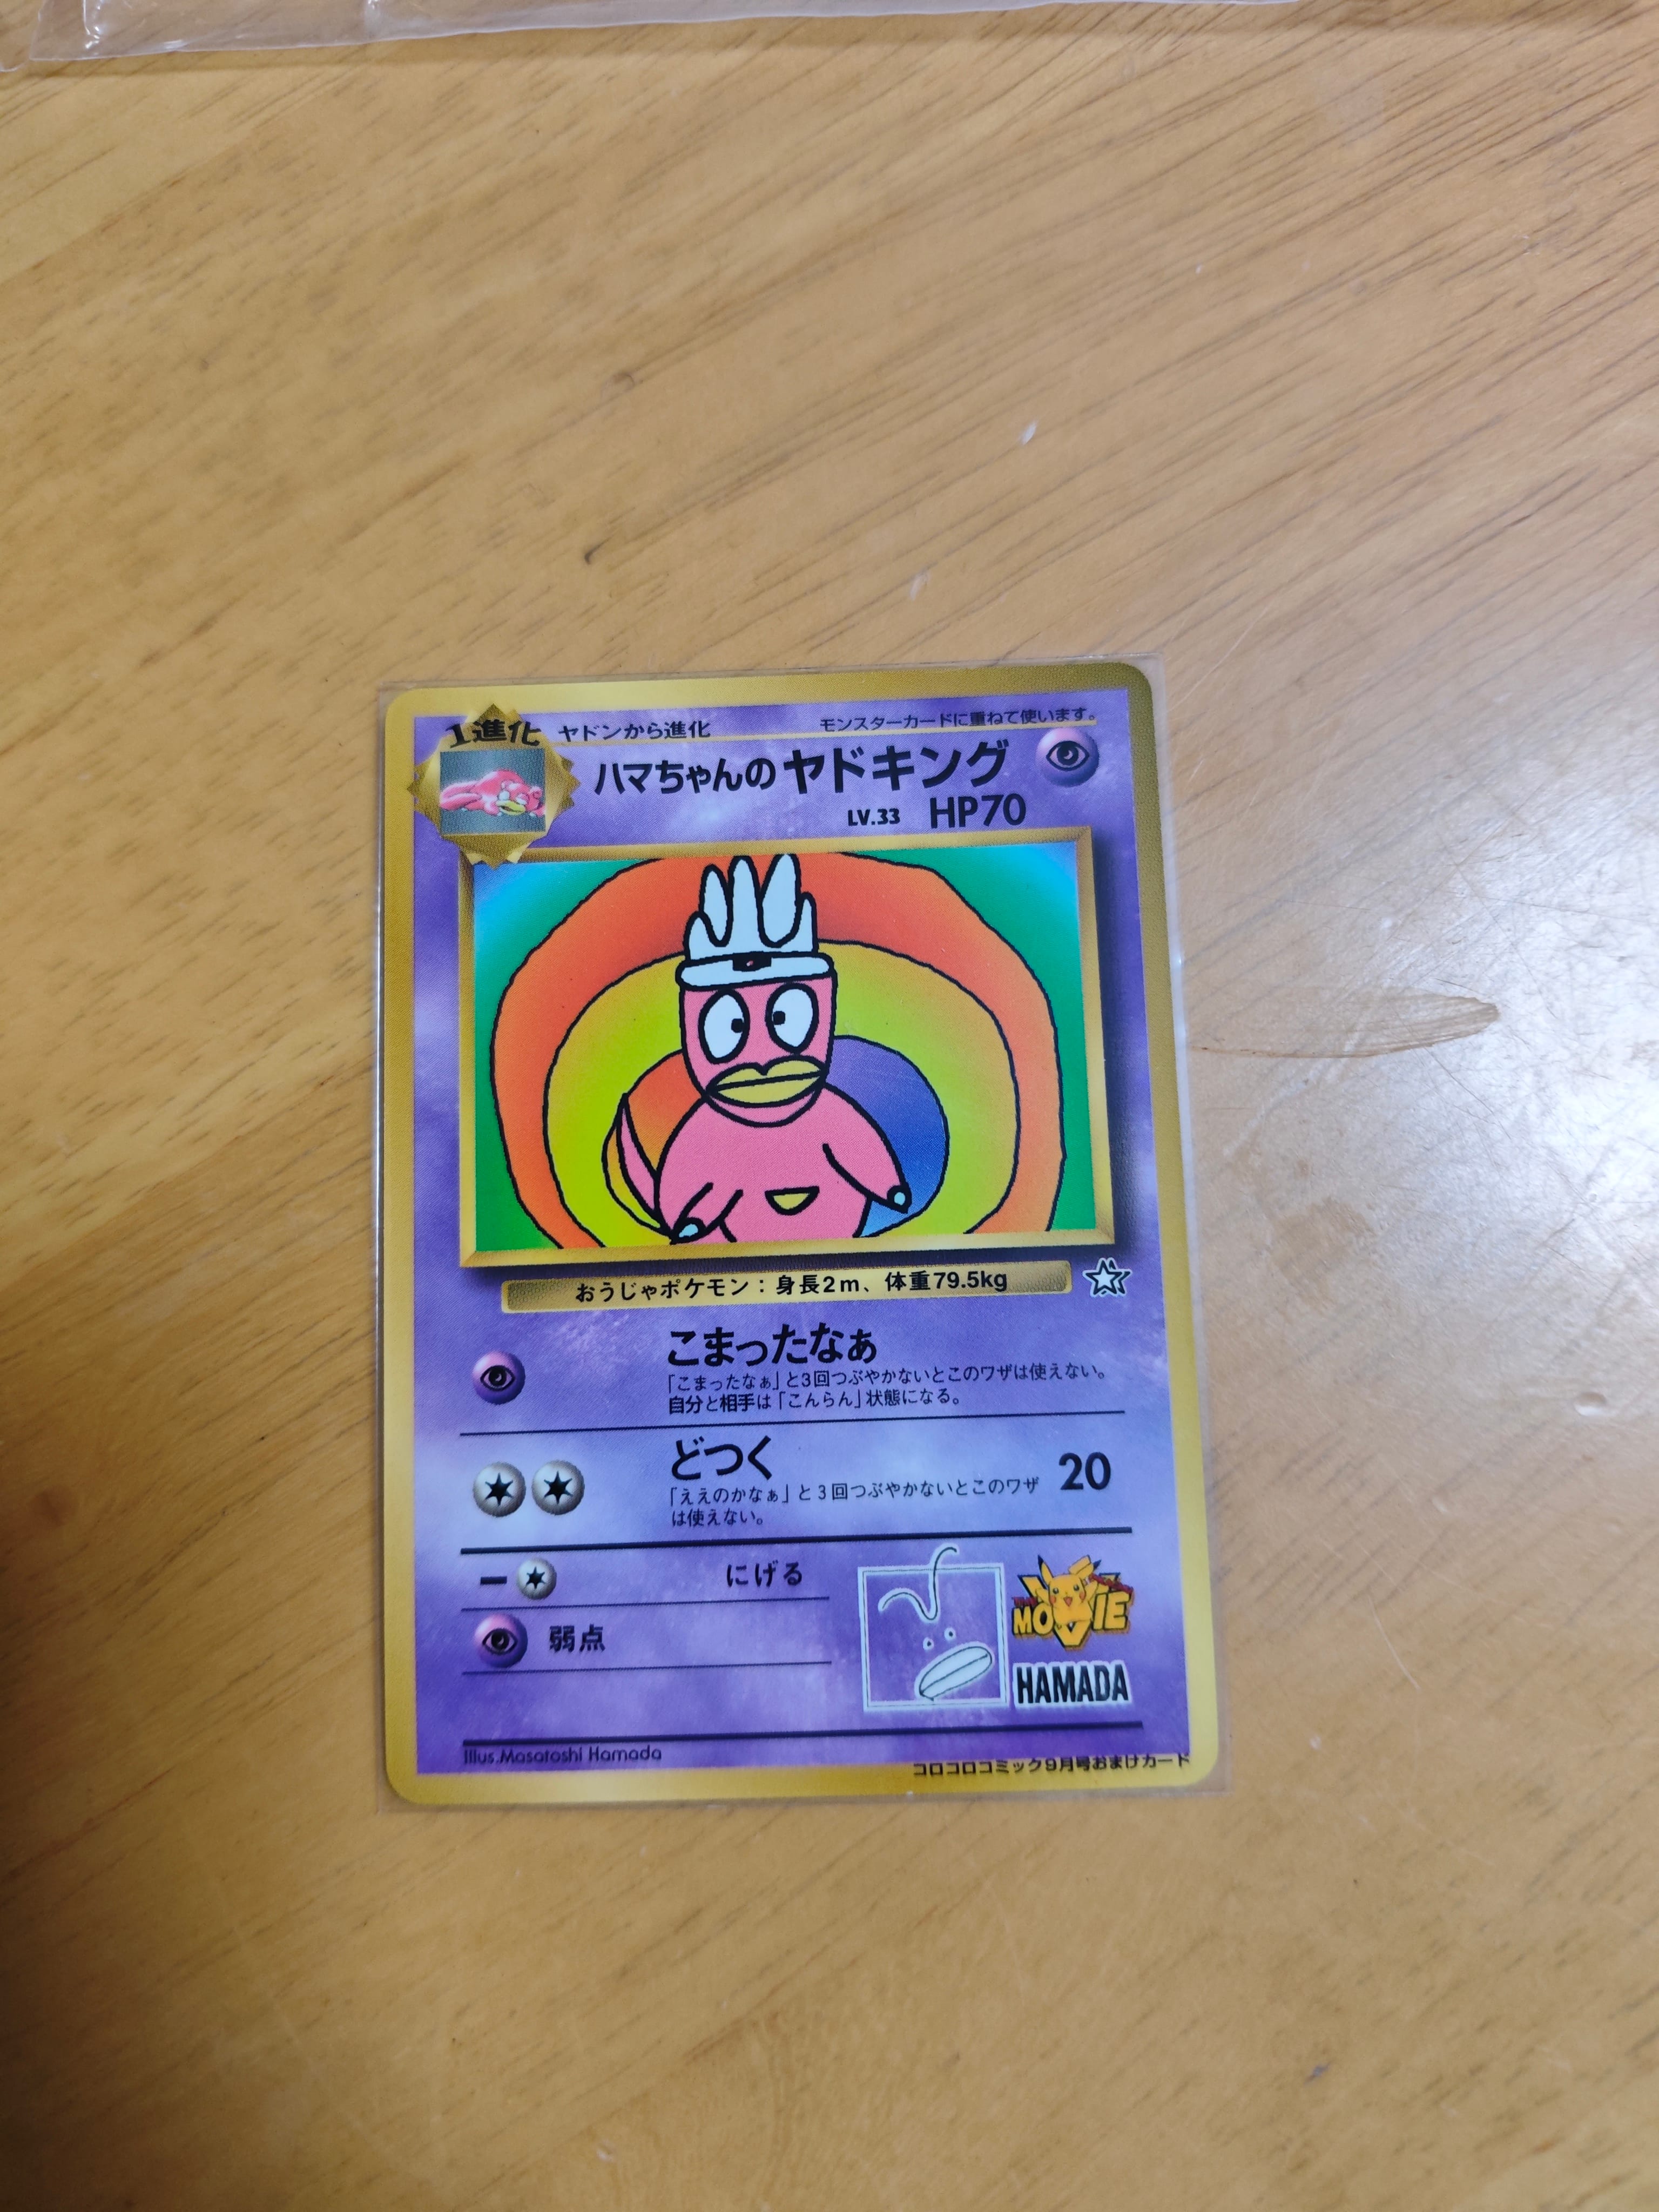 1進化 ヤドンから進化 モンスターカードに重ねて使います。
ハマちゃんのヤドキング
LV.33 HP70
おうじゃポケモン：身長2m、体重79.5kg
こまったなぁ
「こまったなぁ」と3回つぶやかないとこのワザは使えない。
自分と相手は「こんらん」状態になる。
どつく 20
「ええのかなぁ」と3回つぶやかないとこのワザ
は使えない。
にげる
弱点
MOVIE
HAMADA
Illus.Masatoshi Hamada
コロコロコミック9月号おまけカード